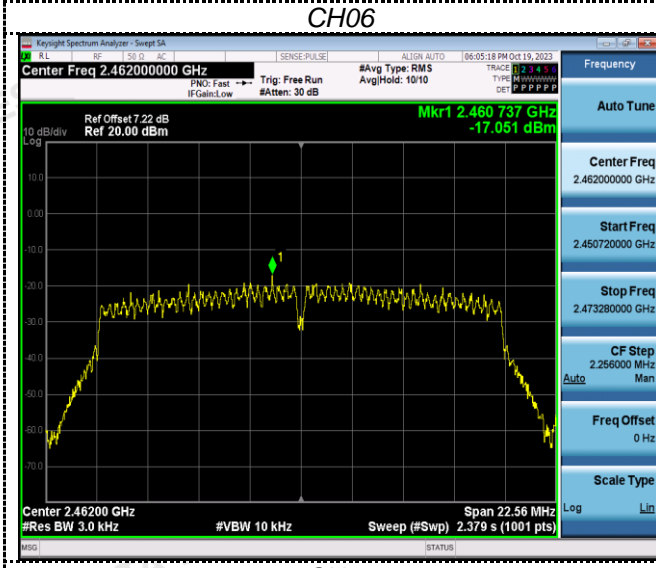 CH06
Keysight Spectrum Analyzer - Swept SA
RL RF 50 Ω AC SENSE:PULSE ALIGN AUTO 06:05:18 PM Oct 19, 2023
Center Freq 2.462000000 GHz
PNO: Fast
IFGain:Low
Trig: Free Run
#Atten: 30 dB
#Avg Type: RMS
Avg|Hold: 10/10
TRACE 1 2 3 4 5 6
TYPE M WWWWW
DET P P P P P P
Mkr1 2.460 737 GHz
-17.051 dBm
Ref Offset 7.22 dB
10 dB/div Ref 20.00 dBm
Log
10.0
0.00
-10.0
-20.0
-30.0
-40.0
-50.0
-60.0
-70.0
1
Center 2.46200 GHz Span 22.56 MHz
#Res BW 3.0 kHz #VBW 10 kHz Sweep (#Swp) 2.379 s (1001 pts)
MSG STATUS
Frequency
Auto Tune
Center Freq
2.462000000 GHz
Start Freq
2.450720000 GHz
Stop Freq
2.473280000 GHz
CF Step
2.256000 MHz
Auto Man
Freq Offset
0 Hz
Scale Type
Log Lin